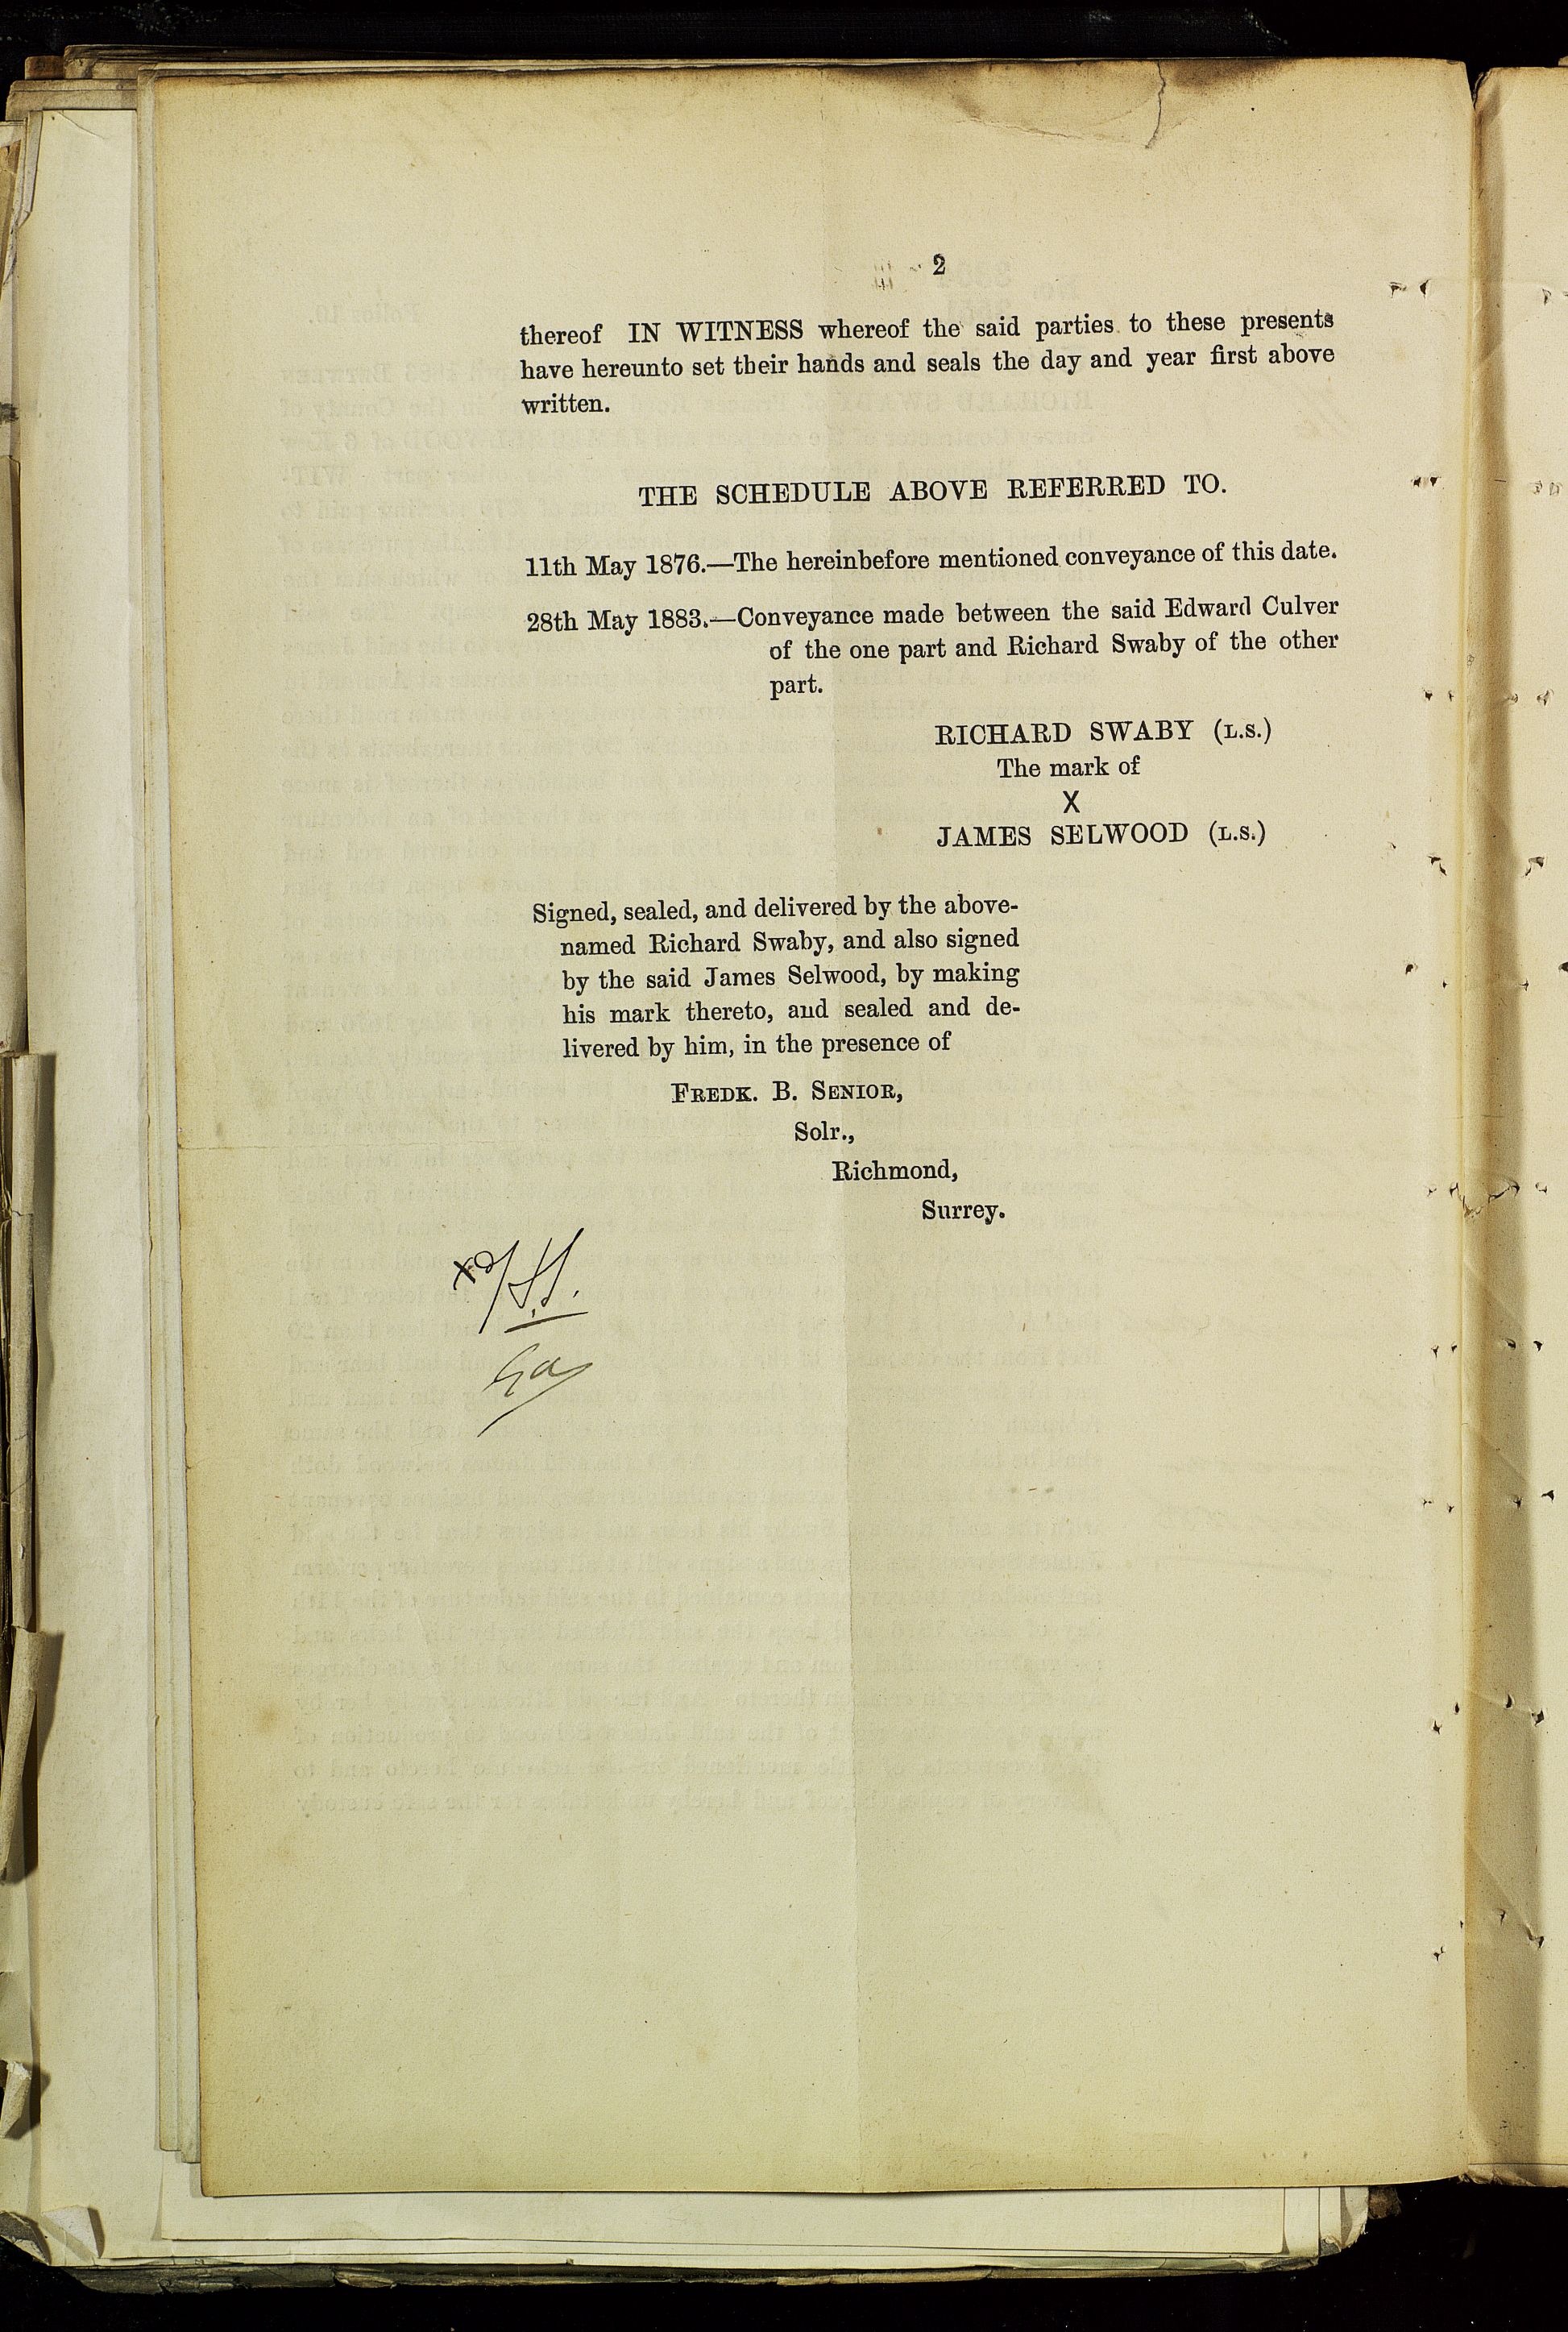 2
thereof IN WITNESS whereof the said parties to these presents
have hereunto set their hands and seals the day and year first above
written.
THE SCHEDULE ABOVE REFERRED TO.
11th May 1876.—The hereinbefore mentioned conveyance of this date.
28th May 1883.—Conveyance made between the said Edward Culver
of the one part and Richard Swaby of the other
part.
RICHARD SWABY (L.S.)
The mark of
X
JAMES SELWOOD (L.S.)
Signed, sealed, and delivered by the above-
named Richard Swaby, and also signed
by the said James Selwood, by making
his mark thereto, and sealed and de-
livered by him, in the presence of
FREDK. B. SENIOR,
Solr.,
Richmond,
Surrey.